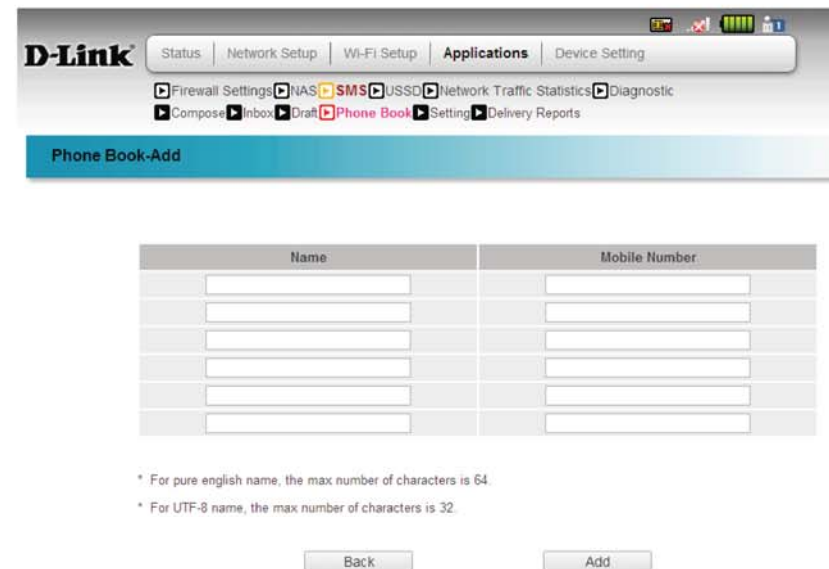 D-Link
Status | Network Setup | Wi-Fi Setup | Applications | Device Setting
Firewall Settings NAS SMS USSD Network Traffic Statistics Diagnostic
Compose Inbox Draft Phone Book Setting Delivery Reports
Phone Book-Add
Name Mobile Number
* For pure english name, the max number of characters is 64.
* For UTF-8 name, the max number of characters is 32.
Back Add